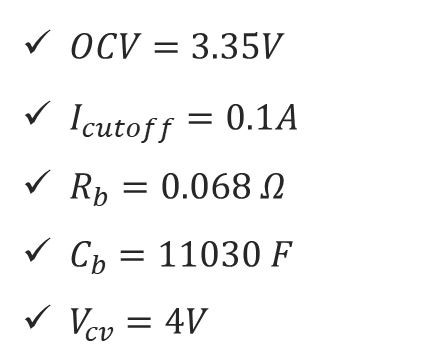 ✓ OCV = 3.35V
✓ I_cutoff = 0.1A
✓ R_b = 0.068 Ω
✓ C_b = 11030 F
✓ V_cv = 4V